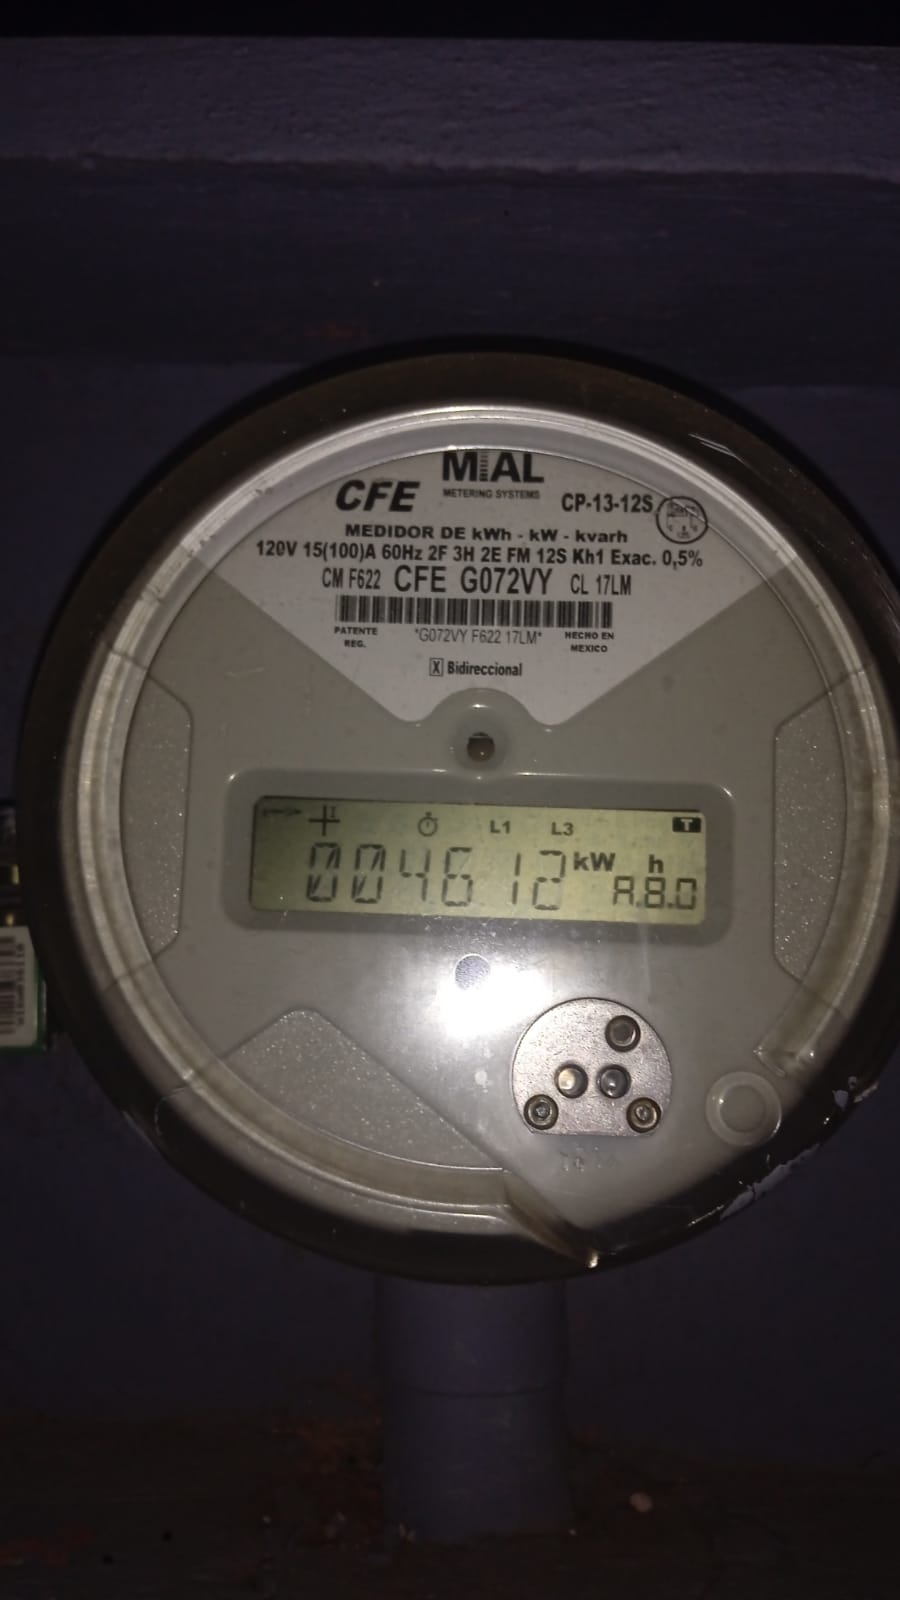 MIAL
CFE METERING SYSTEMS CP-13-12S
MEDIDOR DE kWh - kW - kvarh
120V 15(100)A 60Hz 2F 3H 2E FM 12S Kh1 Exac. 0,5%
CM F622 CFE G072VY CL 17LM
PATENTE REG. *G072VY F622 17LM* HECHO EN MEXICO
X Bidireccional
L1 L3 T
004612 kW h A.8.0